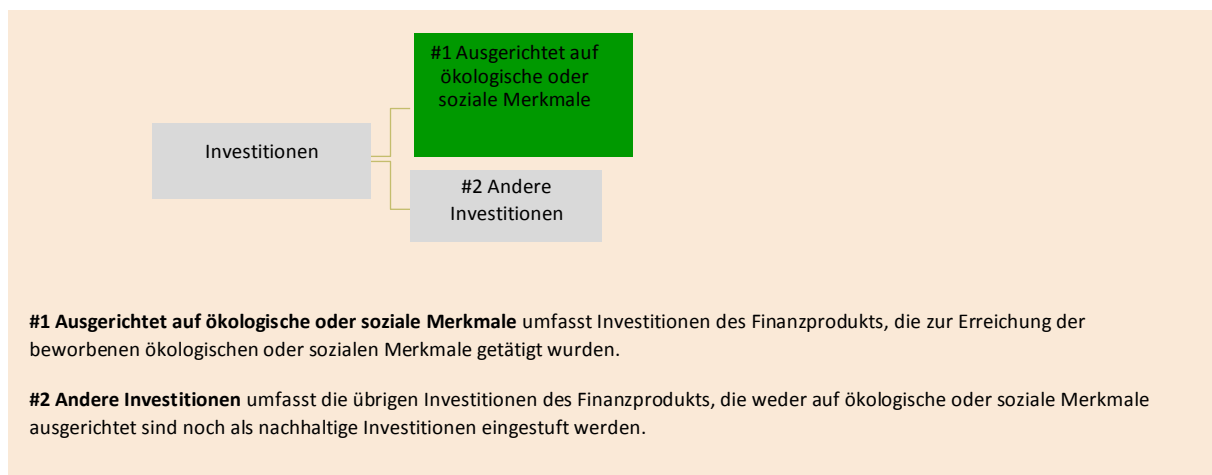 #1 Ausgerichtet auf
ökologische oder
soziale Merkmale
Investitionen
#2 Andere
Investitionen
#1 Ausgerichtet auf ökologische oder soziale Merkmale umfasst Investitionen des Finanzprodukts, die zur Erreichung der
beworbenen ökologischen oder sozialen Merkmale getätigt wurden.
#2 Andere Investitionen umfasst die übrigen Investitionen des Finanzprodukts, die weder auf ökologische oder soziale Merkmale
ausgerichtet sind noch als nachhaltige Investitionen eingestuft werden.